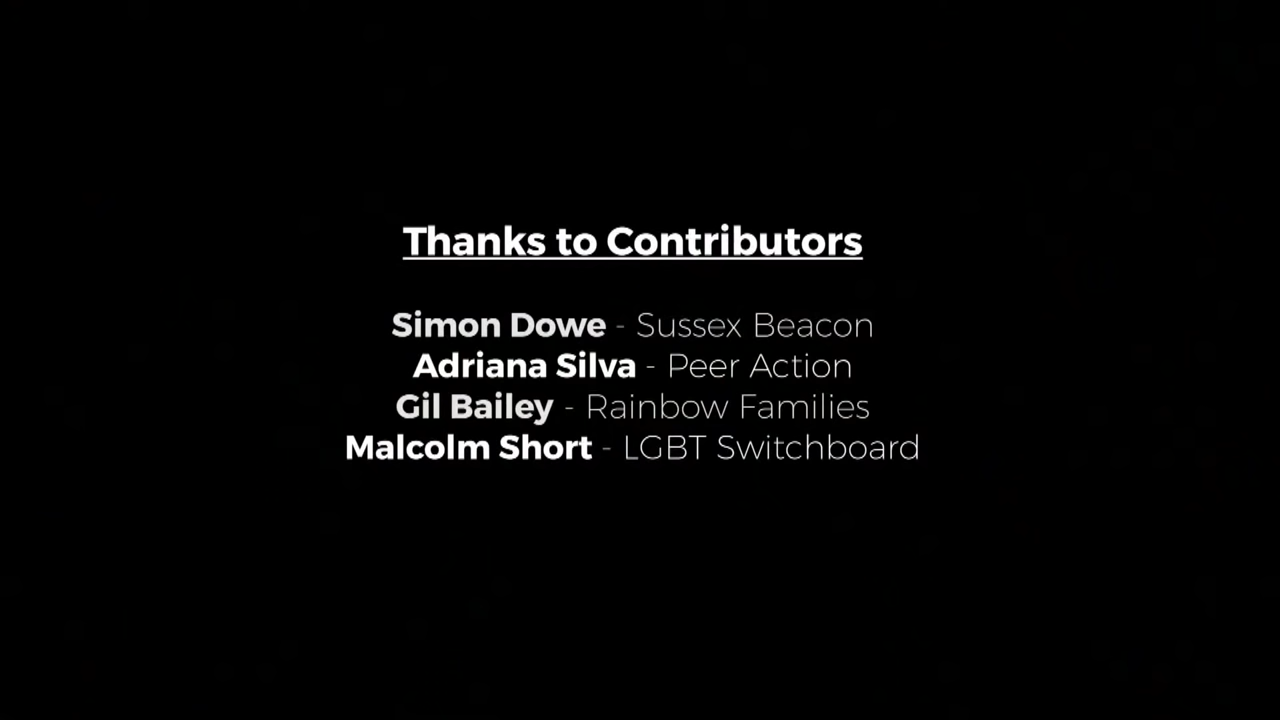 Thanks to Contributors
Simon Dowe - Sussex Beacon
Adriana Silva - Peer Action
Gil Bailey - Rainbow Families
Malcolm Short - LGBT Switchboard